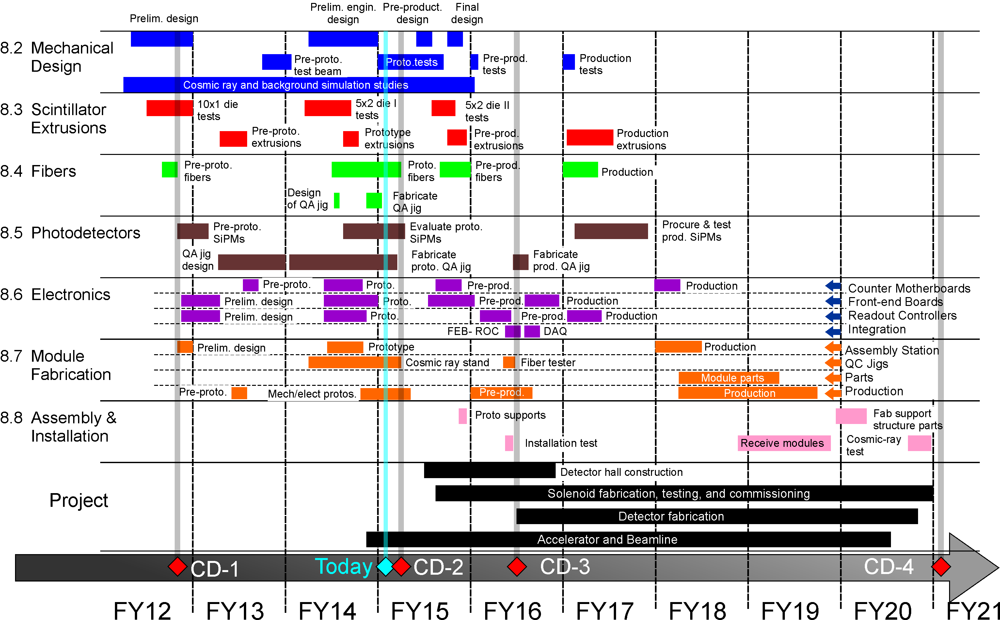 Prelim. design
Prelim. engin.
design
Pre-product.
design
Final
design
8.2 Mechanical
Design
Pre-proto.
test beam
Proto.tests
Pre-prod.
tests
Production
tests
Cosmic ray and background simulation studies
8.3 Scintillator
Extrusions
10x1 die
tests
5x2 die I
tests
5x2 die II
tests
Pre-proto.
extrusions
Prototype
extrusions
Pre-prod.
extrusions
Production
extrusions
8.4 Fibers
Pre-proto.
fibers
Proto.
fibers
Pre-prod.
fibers
Production
Design
of QA jig
Fabricate
QA jig
8.5 Photodetectors
Pre-proto.
SiPMs
Evaluate proto.
SiPMs
Procure & test
prod. SiPMs
QA jig
design
Fabricate
proto. QA jig
Fabricate
prod. QA jig
8.6 Electronics
Pre-proto.
Proto.
Pre-prod.
Production
Counter Motherboards
Prelim. design
Proto.
Pre-prod.
Production
Front-end Boards
Prelim. design
Proto.
Pre-prod.
Production
Readout Controllers
FEB- ROC
DAQ
Integration
8.7 Module
Fabrication
Prelim. design
Prototype
Production
Assembly Station
Cosmic ray stand
Fiber tester
QC Jigs
Module parts
Parts
Pre-proto.
Mech/elect protos.
Pre-prod.
Production
Production
8.8 Assembly &
Installation
Proto supports
Fab support
structure parts
Installation test
Receive modules
Cosmic-ray
test
Project
Detector hall construction
Solenoid fabrication, testing, and commissioning
Detector fabrication
Accelerator and Beamline
CD-1
Today
CD-2
CD-3
CD-4
FY12
FY13
FY14
FY15
FY16
FY17
FY18
FY19
FY20
FY21